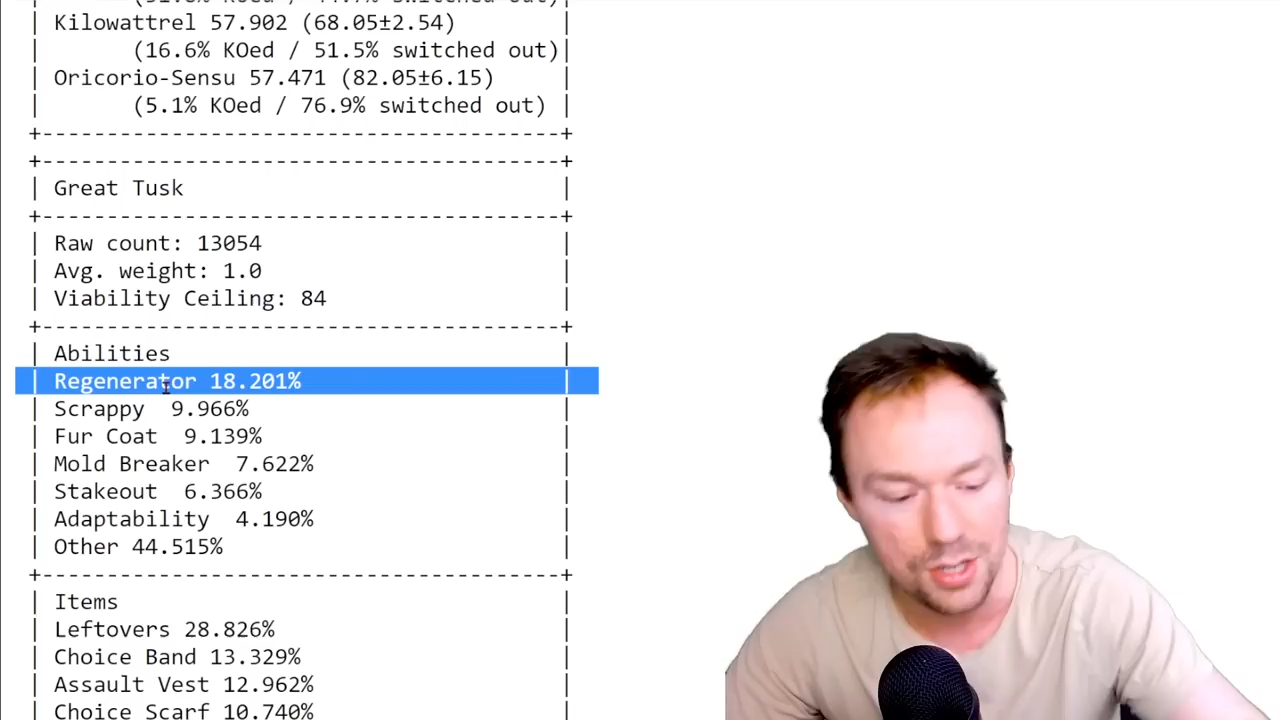 Kilowattrel 57.902 (68.05±2.54)
(16.6% KOed / 51.5% switched out)
Oricorio-Sensu 57.471 (82.05±6.15)
(5.1% KOed / 76.9% switched out)
Great Tusk
Raw count: 13054
Avg. weight: 1.0
Viability Ceiling: 84
Abilities
Regenerator 18.201%
Scrappy 9.966%
Fur Coat 9.139%
Mold Breaker 7.622%
Stakeout 6.366%
Adaptability 4.190%
Other 44.515%
Items
Leftovers 28.826%
Choice Band 13.329%
Assault Vest 12.962%
Choice Scarf 10.740%